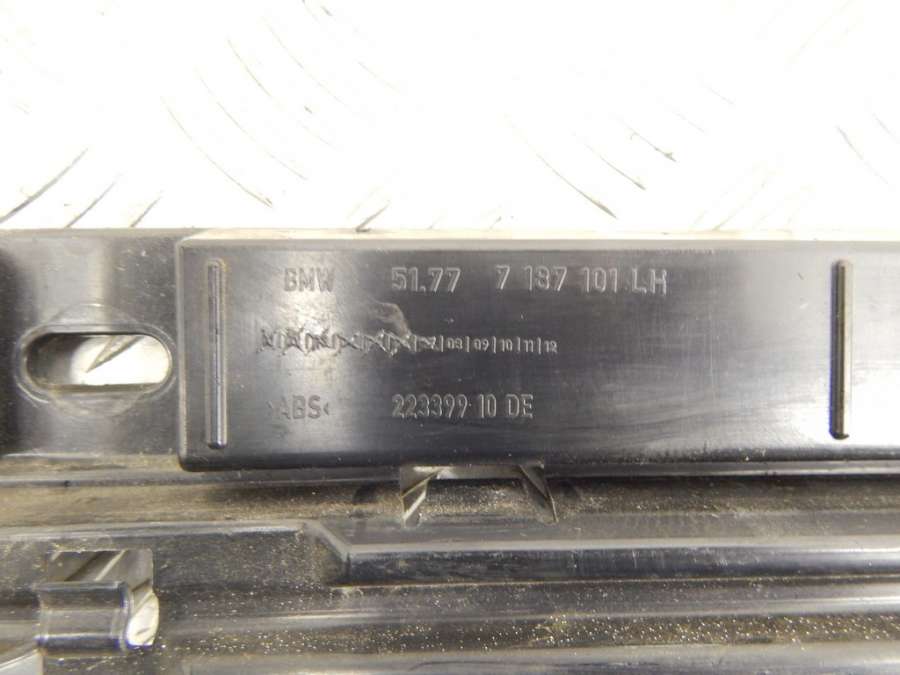 BMW 51.77 7 187 101 LH
08|09|10|11|12
>ABS< 223399 10 DE